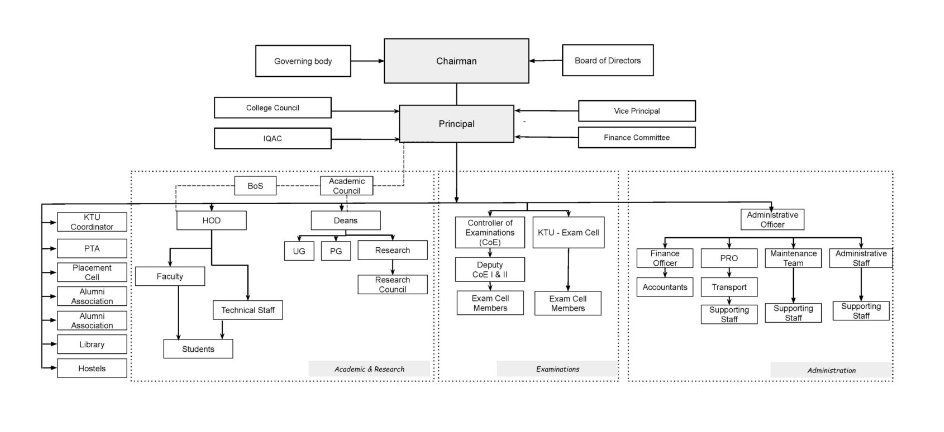 Governing body
Chairman
Board of Directors
College Council
Principal
Vice Principal
IQAC
Finance Committee
BoS
Academic
Council
KTU
Coordinator
PTA
Placement
Cell
Alumni
Association
Alumni
Association
Library
Hostels
HOD
Faculty
Technical Staff
Students
Deans
UG
PG
Research
Research
Council
Academic & Research
Controller of
Examinations
(CoE)
Deputy
CoE I & II
Exam Cell
Members
KTU - Exam Cell
Exam Cell
Members
Examinations
Administrative
Officer
Finance
Officer
Accountants
PRO
Transport
Supporting
Staff
Maintenance
Team
Supporting
Staff
Administrative
Staff
Supporting
Staff
Administration